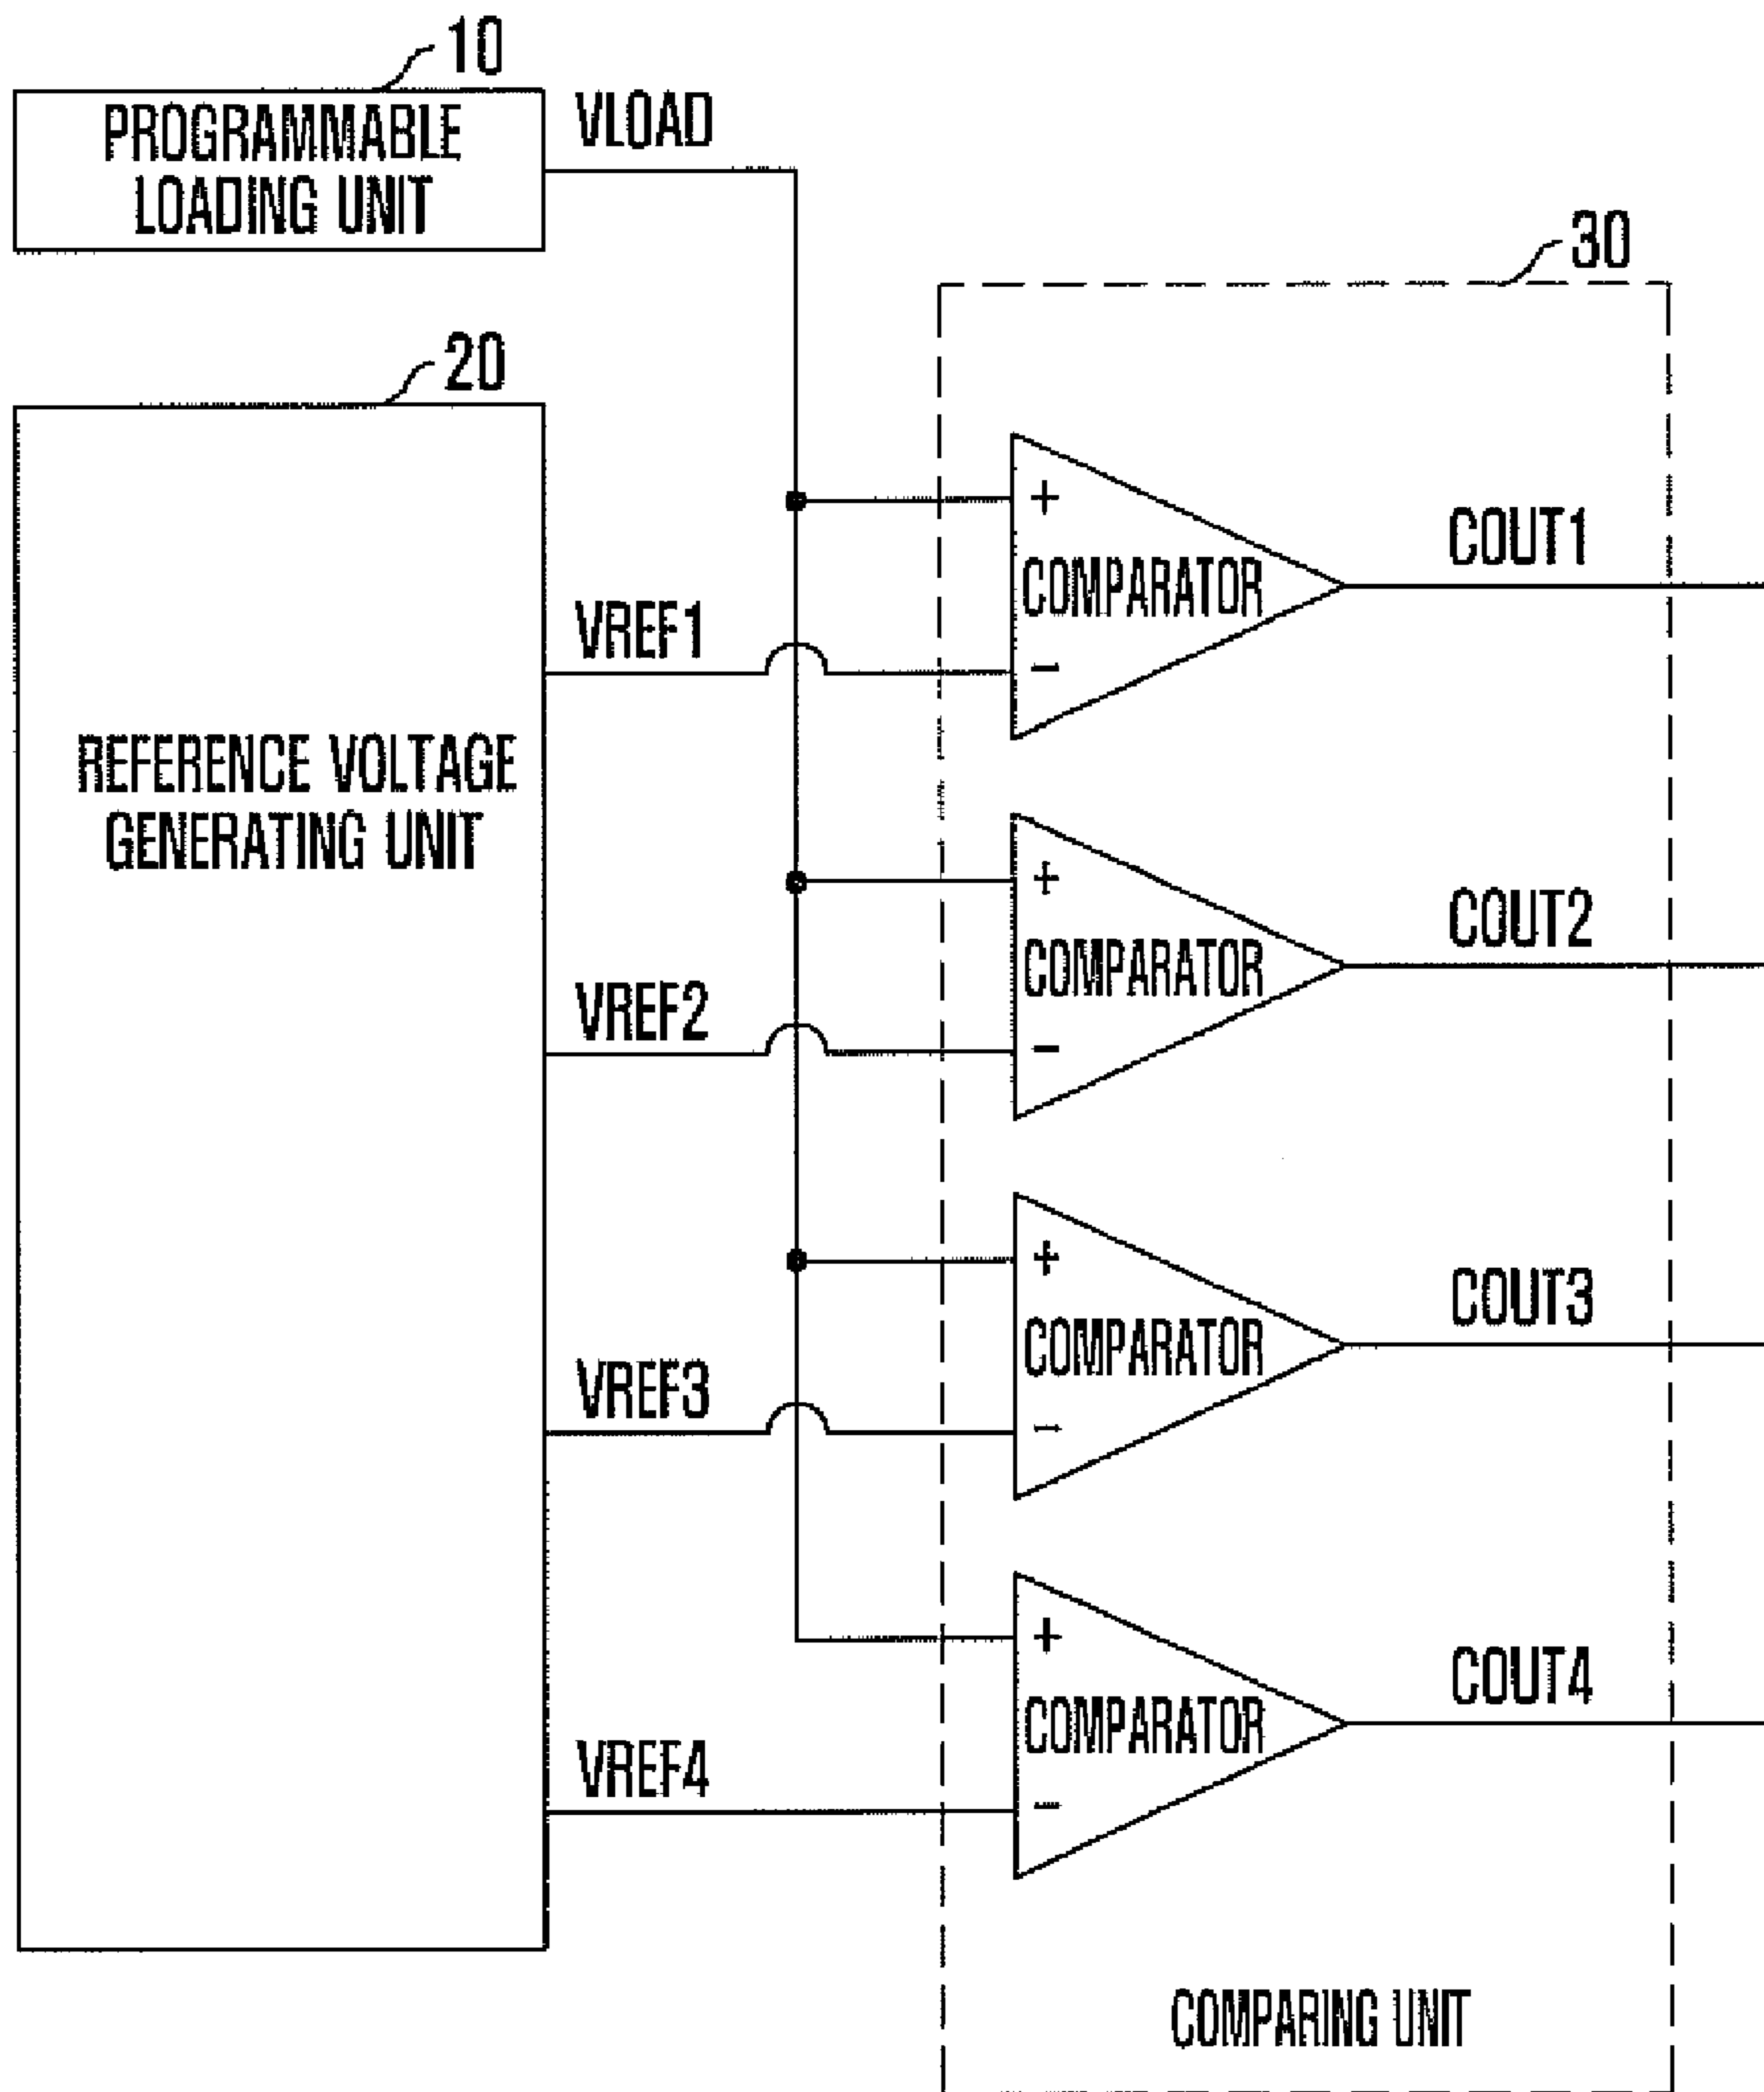 10
PROGRAMMABLE
LOADING UNIT
VLOAD
30
20
REFERENCE VOLTAGE
GENERATING UNIT
VREF1
+
COMPARATOR
-
COUT1
VREF2
+
COMPARATOR
-
COUT2
VREF3
+
COMPARATOR
-
COUT3
VREF4
+
COMPARATOR
-
COUT4
COMPARING UNIT